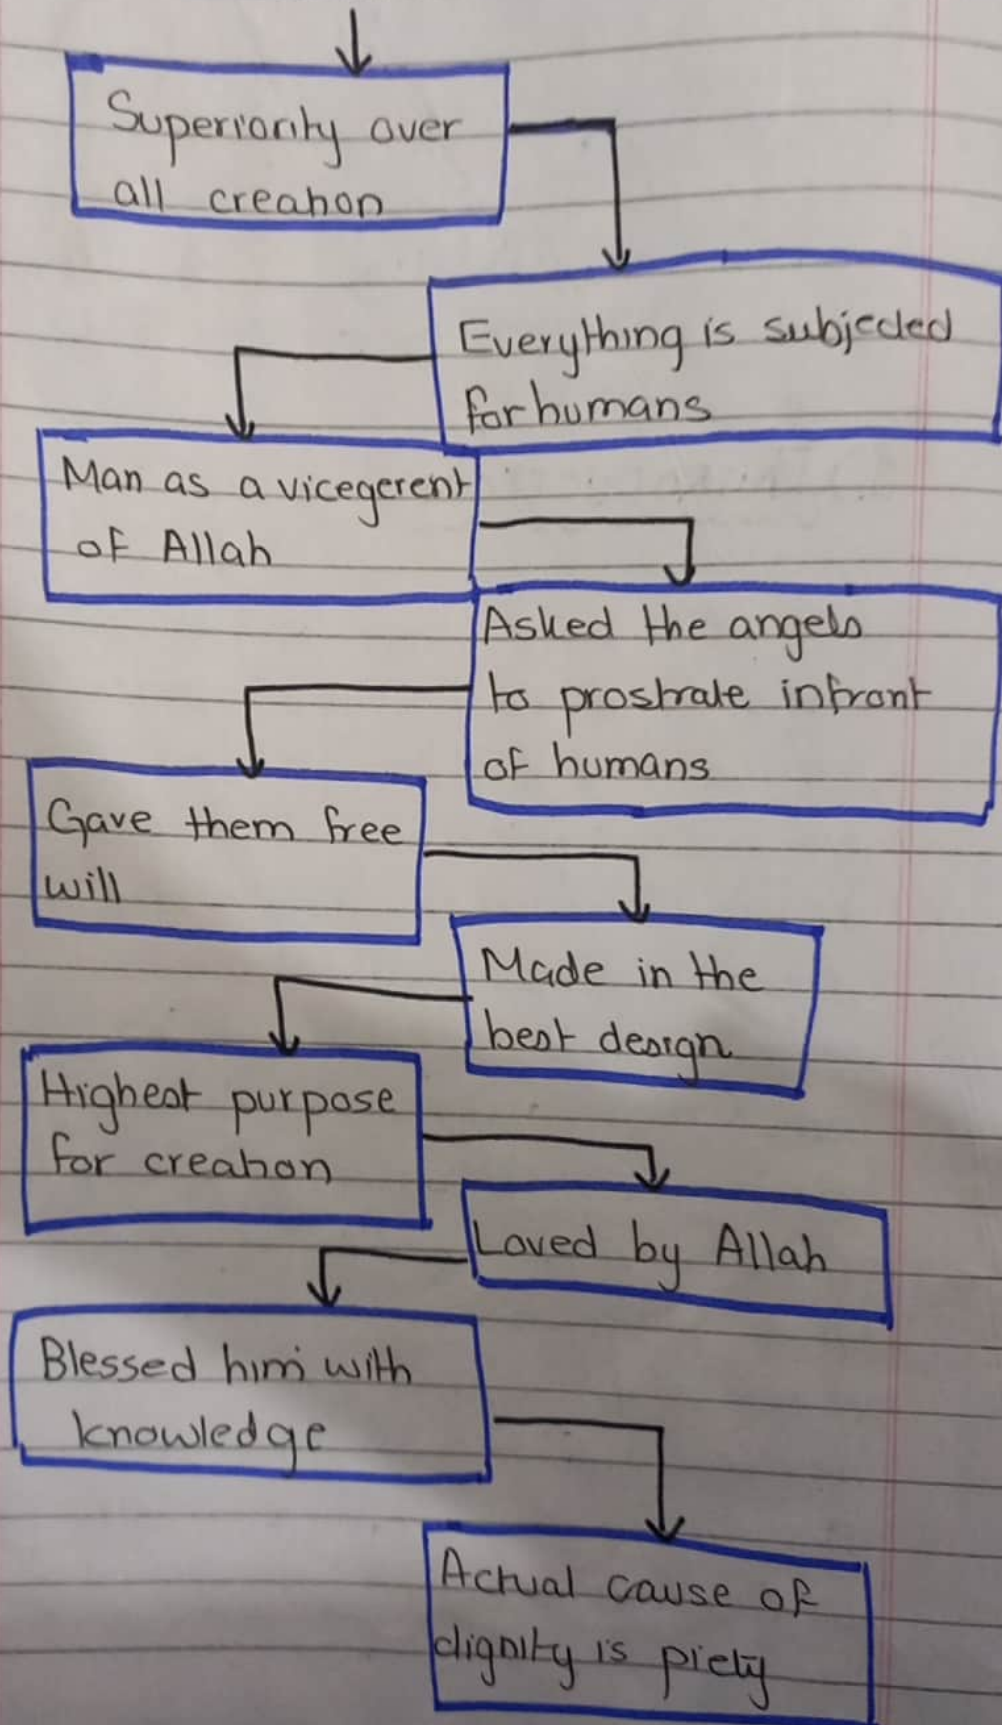 Superiority over
all creation
Everything is subjected
for humans
Man as a vicegerent
of Allah
Asked the angels
to prostrate infront
of humans
Gave them free
will
Made in the
best design
Highest purpose
for creation
Loved by Allah
Blessed him with
knowledge
Actual cause of
dignity is piety